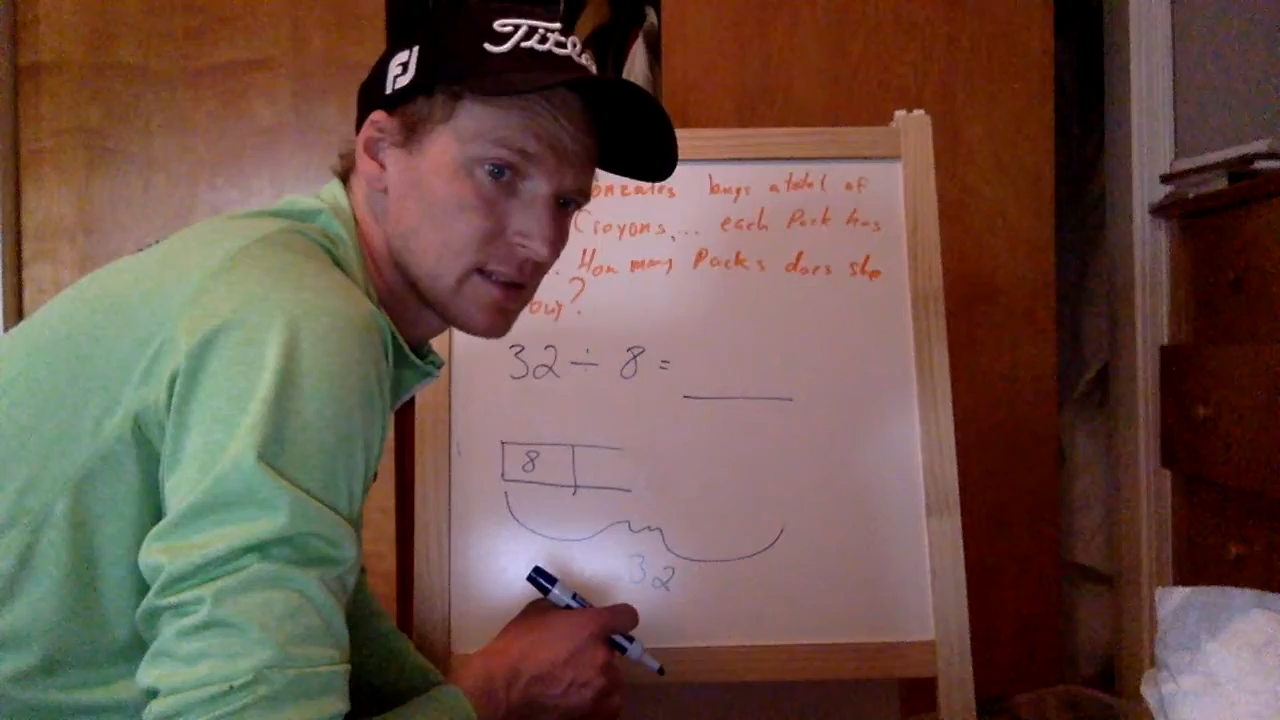 Title
FJ
onzales buys a total of
Crayons,... each Pack has
.. How many Packs does she
buy?
32 ÷ 8 =
8
32